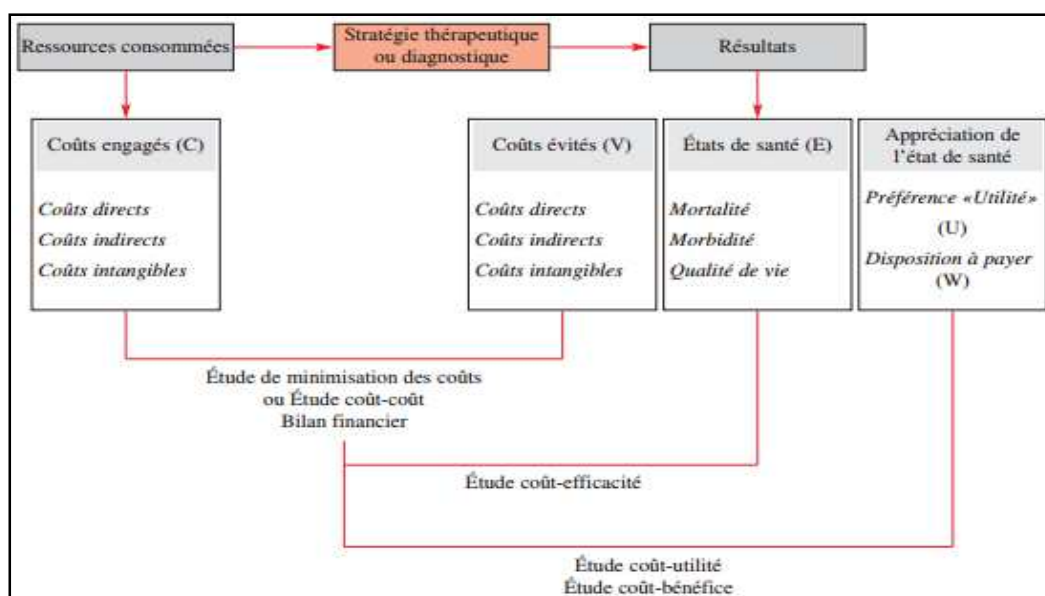 Ressources consommées
Stratégie thérapeutique
ou diagnostique
Résultats
Coûts engagés (C)
Coûts directs
Coûts indirects
Coûts intangibles
Coûts évités (V)
Coûts directs
Coûts indirects
Coûts intangibles
États de santé (E)
Mortalité
Morbidité
Qualité de vie
Appréciation de
l'état de santé
Préférence «Utilité»
(U)
Disposition à payer
(W)
Étude de minimisation des coûts
ou Étude coût-coût
Bilan financier
Étude coût-efficacité
Étude coût-utilité
Étude coût-bénéfice